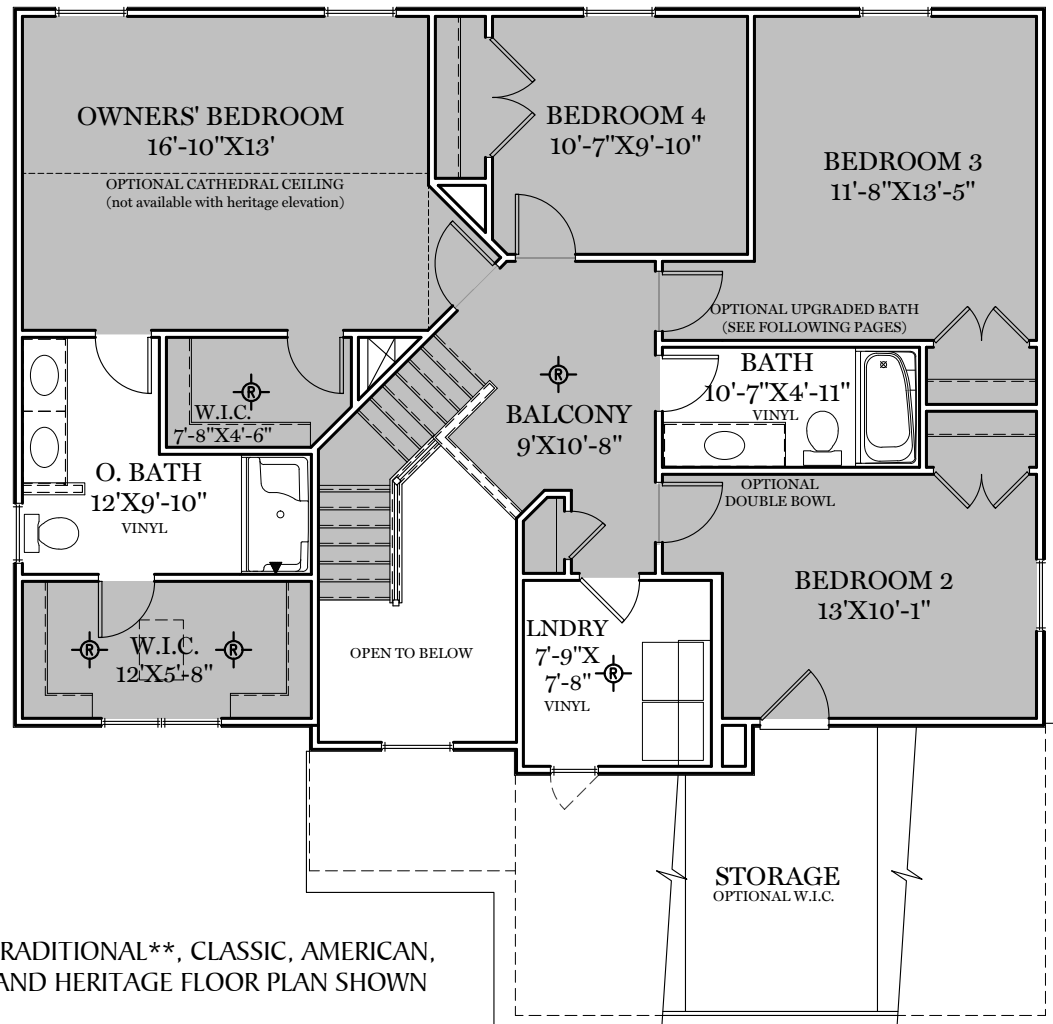 OWNERS' BEDROOM
16'-10"X13'
OPTIONAL CATHEDRAL CEILING
(not available with heritage elevation)
BEDROOM 4
10'-7"X9'-10"
BEDROOM 3
11'-8"X13'-5"
OPTIONAL UPGRADED BATH
(SEE FOLLOWING PAGES)
BATH
10'-7"X4'-11"
VINYL
R
W.I.C.
7'-8"X4'-6"
R
BALCONY
9'X10'-8"
O. BATH
12'X9'-10"
VINYL
OPTIONAL
DOUBLE BOWL
BEDROOM 2
13'X10'-1"
R
W.I.C.
R
12'X5'-8"
OPEN TO BELOW
LNDRY
7'-9"X
7'-8"
R
VINYL
STORAGE
OPTIONAL W.I.C.
RADITIONAL**, CLASSIC, AMERICAN,
AND HERITAGE FLOOR PLAN SHOWN